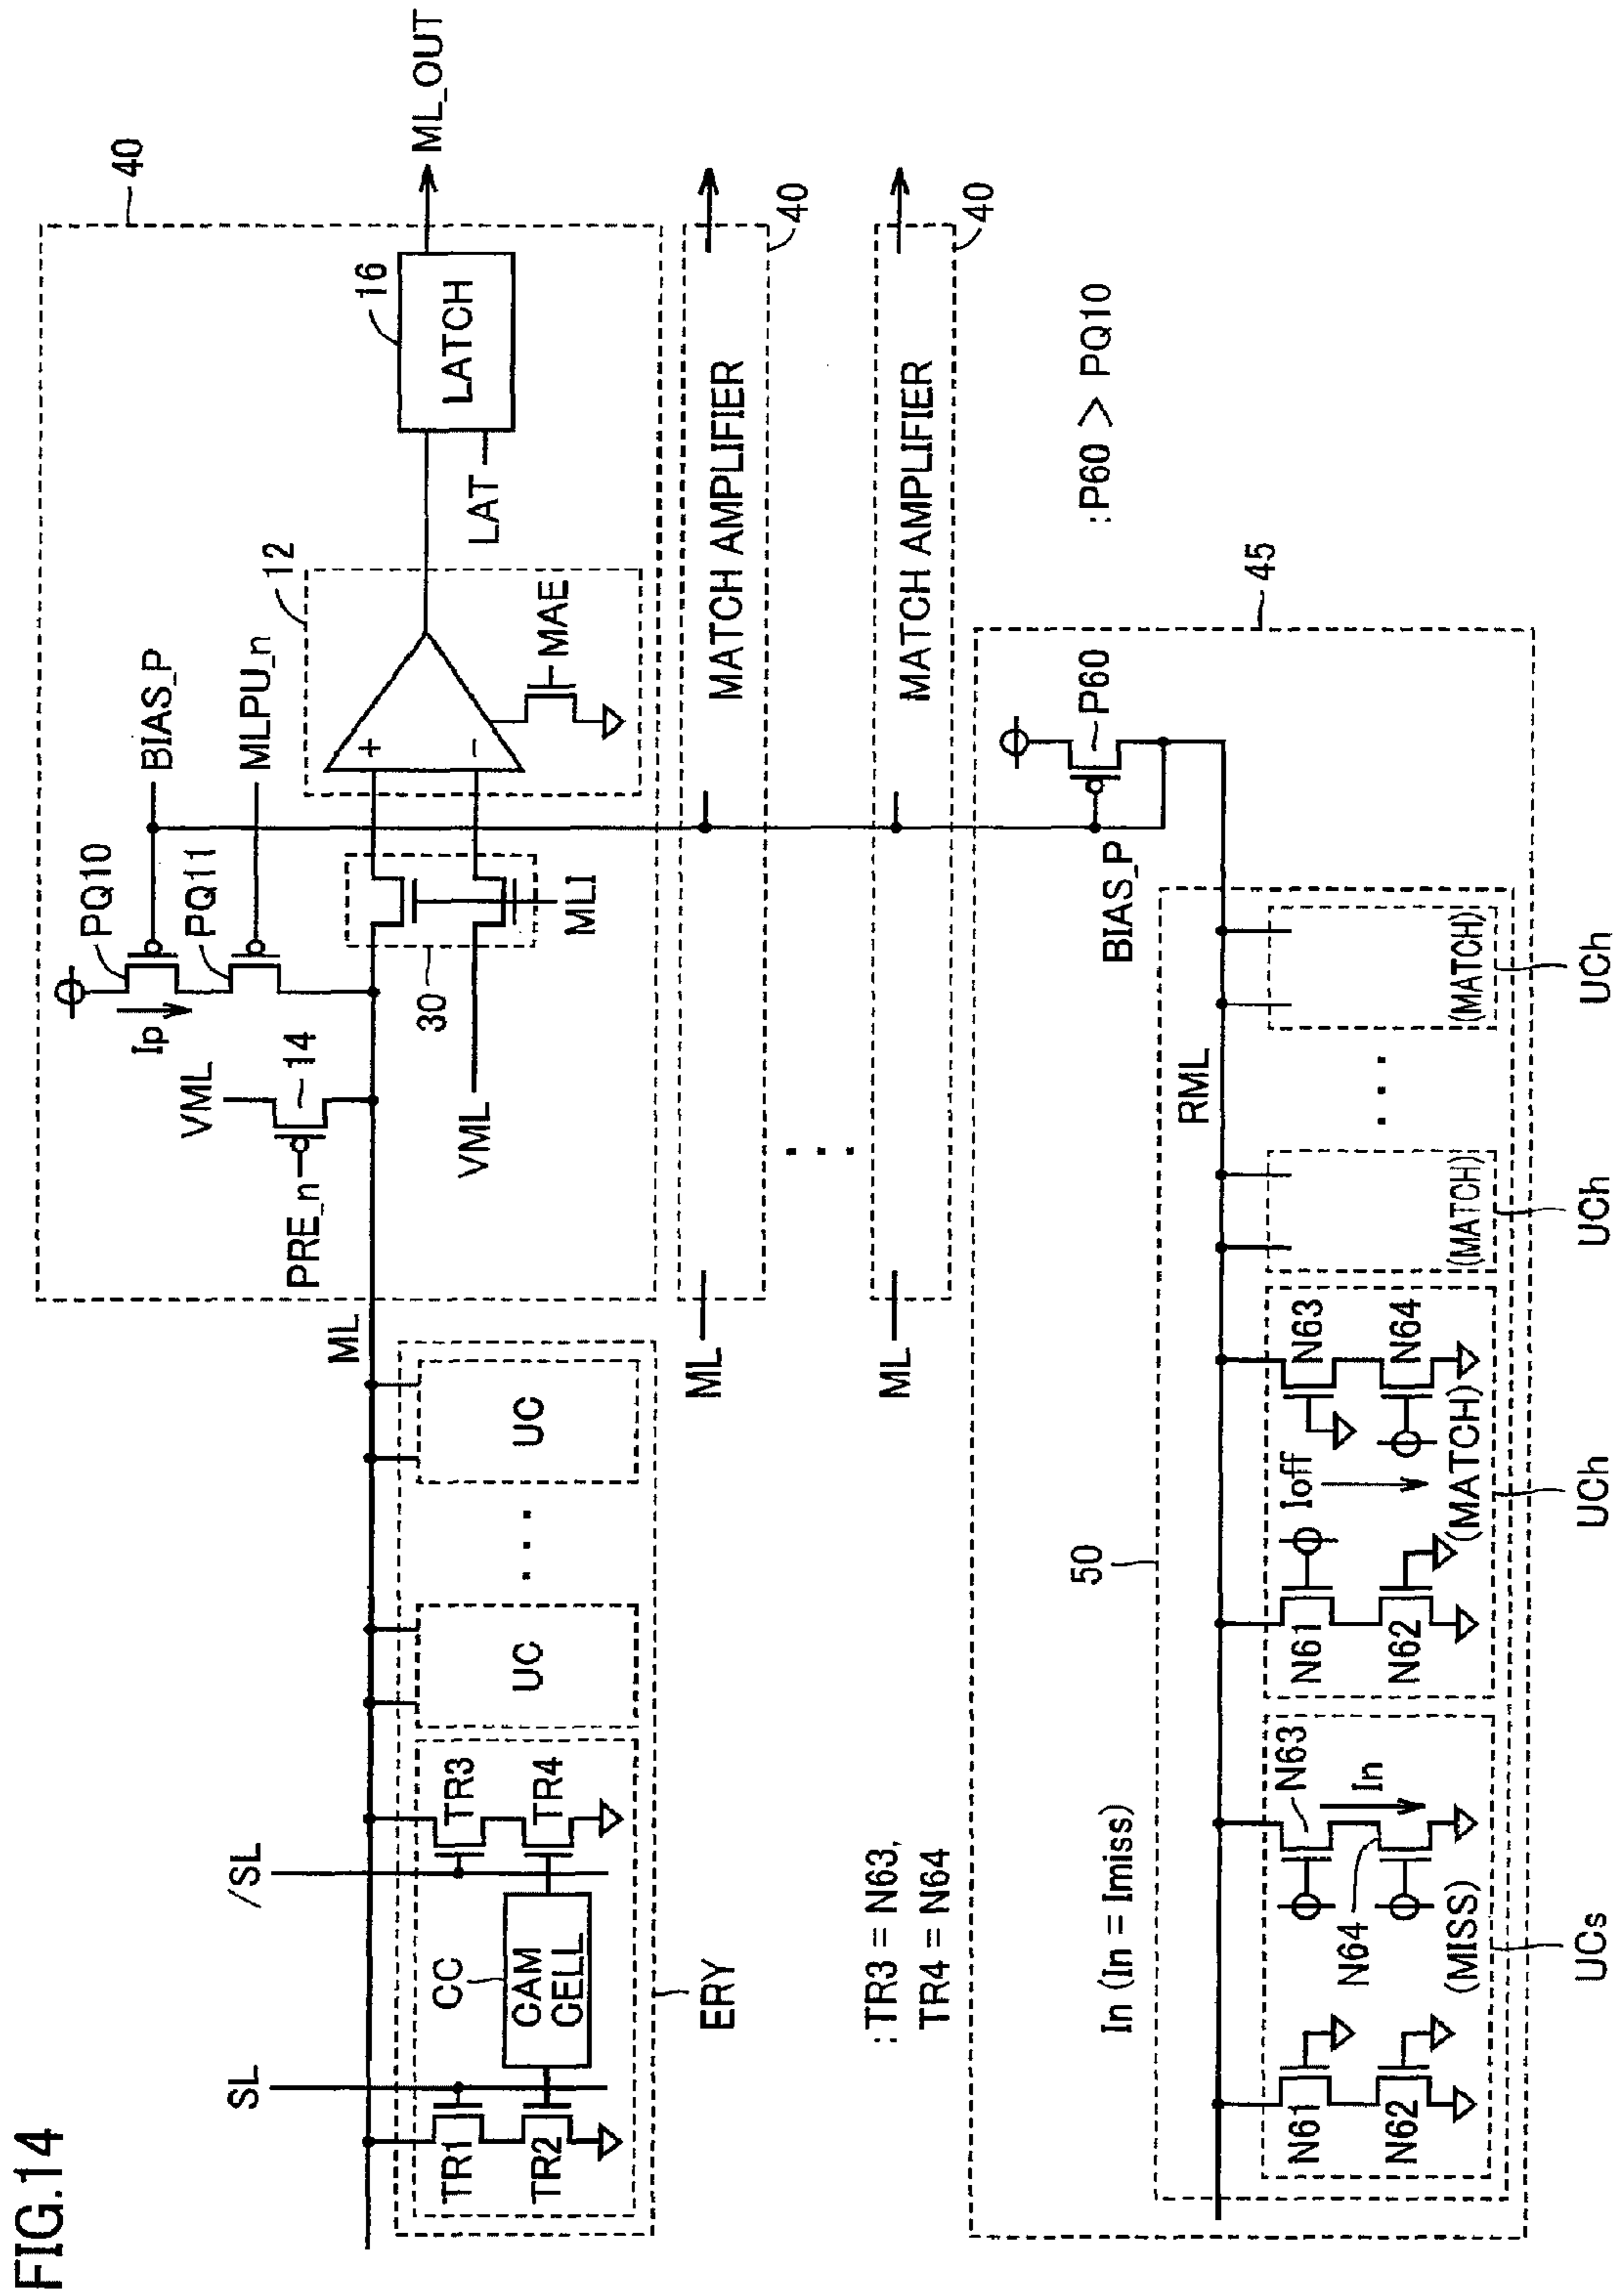 FIG.14
SL
/SL
ML
TR1
TR2
CC
CAM
CELL
TR3
TR4
UC
. . .
UC
ERY
40
PRE_n
VML
14
Ip
PQ10
PQ11
BIAS_P
MLPU_n
30
MLI
VML
+
−
12
MAE
LAT
16
LATCH
ML_OUT
ML
MATCH AMPLIFIER
40
. . .
ML
MATCH AMPLIFIER
40
:TR3 = N63,
TR4 = N64
:P60 > PQ10
45
P60
BIAS_P
In (In = Imiss)
50
RML
N61
N62
N63
N64
In
(MISS)
UCs
N61
N62
Ioff
N63
N64
(MATCH)
UCh
(MATCH)
UCh
. . .
(MATCH)
UCh